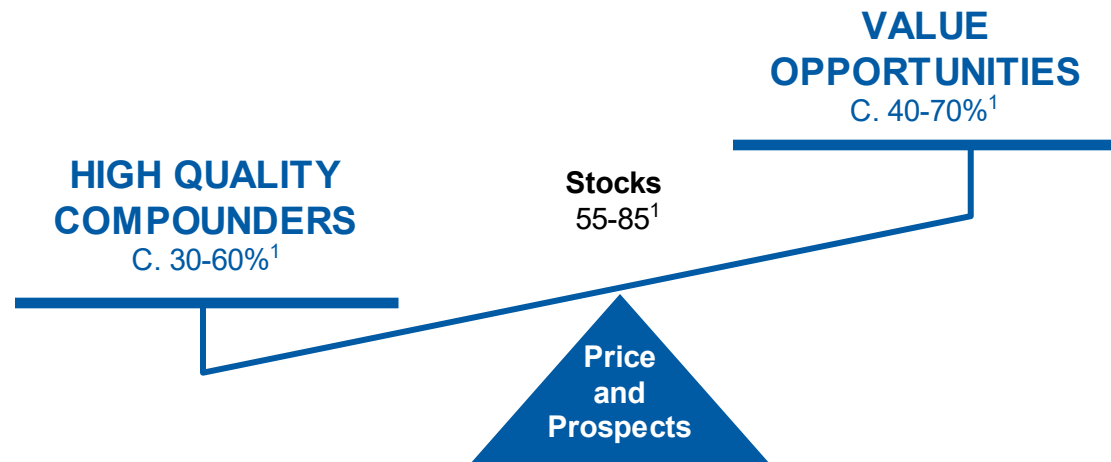 VALUE
OPPORTUNITIES
C. 40-70%¹
HIGH QUALITY
COMPOUNDERS
C. 30-60%¹
Stocks
55-85¹
Price
and
Prospects